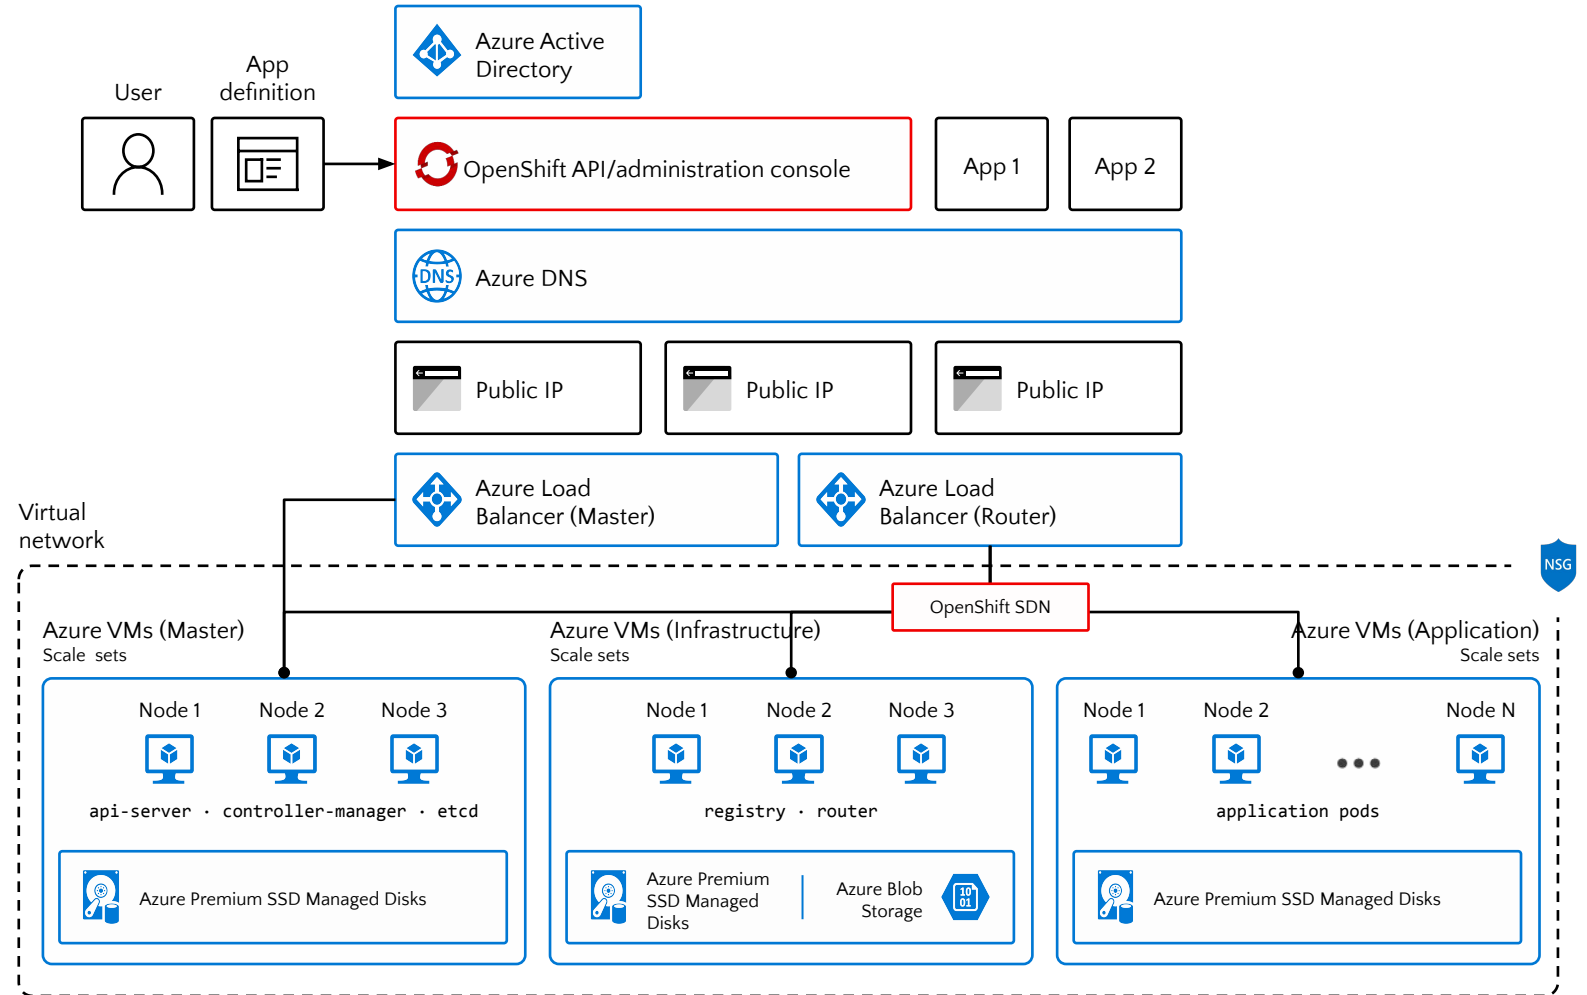 Azure Active
Directory
User
App
definition
OpenShift API/administration console
App 1
App 2
DNS
Azure DNS
Public IP
Public IP
Public IP
Azure Load
Balancer (Master)
Azure Load
Balancer (Router)
Virtual
network
NSG
OpenShift SDN
Azure VMs (Master)
Scale sets
Azure VMs (Infrastructure)
Scale sets
Azure VMs (Application)
Scale sets
Node 1
Node 2
Node 3
Node 1
Node 2
Node 3
Node 1
Node 2
Node N
api-server · controller-manager · etcd
registry · router
application pods
Azure Premium SSD Managed Disks
Azure Premium
SSD Managed
Disks
Azure Blob
Storage
10
01
Azure Premium SSD Managed Disks